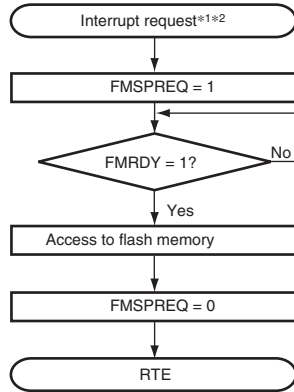 Interrupt request*1*2
FMSPREQ = 1
FMRDY = 1?
No
Yes
Access to flash memory
FMSPREQ = 0
RTE